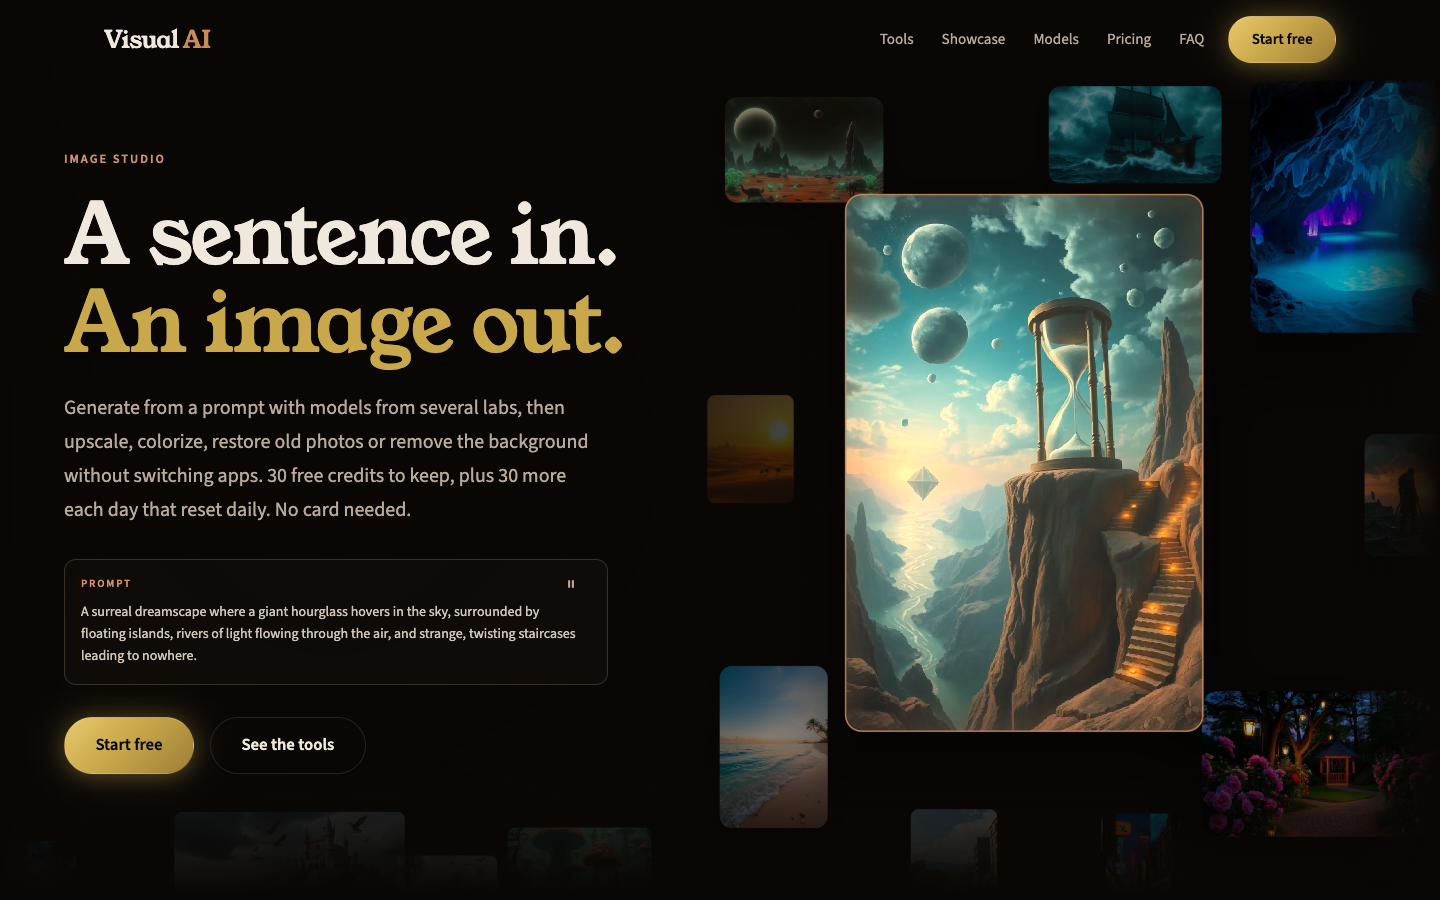 Visual AI
Tools
Showcase
Models
Pricing
FAQ
Start free
IMAGE STUDIO
A sentence in.
An image out.
Generate from a prompt with models from several labs, then
upscale, colorize, restore old photos or remove the background
without switching apps. 30 free credits to keep, plus 30 more
each day that reset daily. No card needed.
PROMPT
A surreal dreamscape where a giant hourglass hovers in the sky, surrounded by
floating islands, rivers of light flowing through the air, and strange, twisting staircases
leading to nowhere.
Start free
See the tools